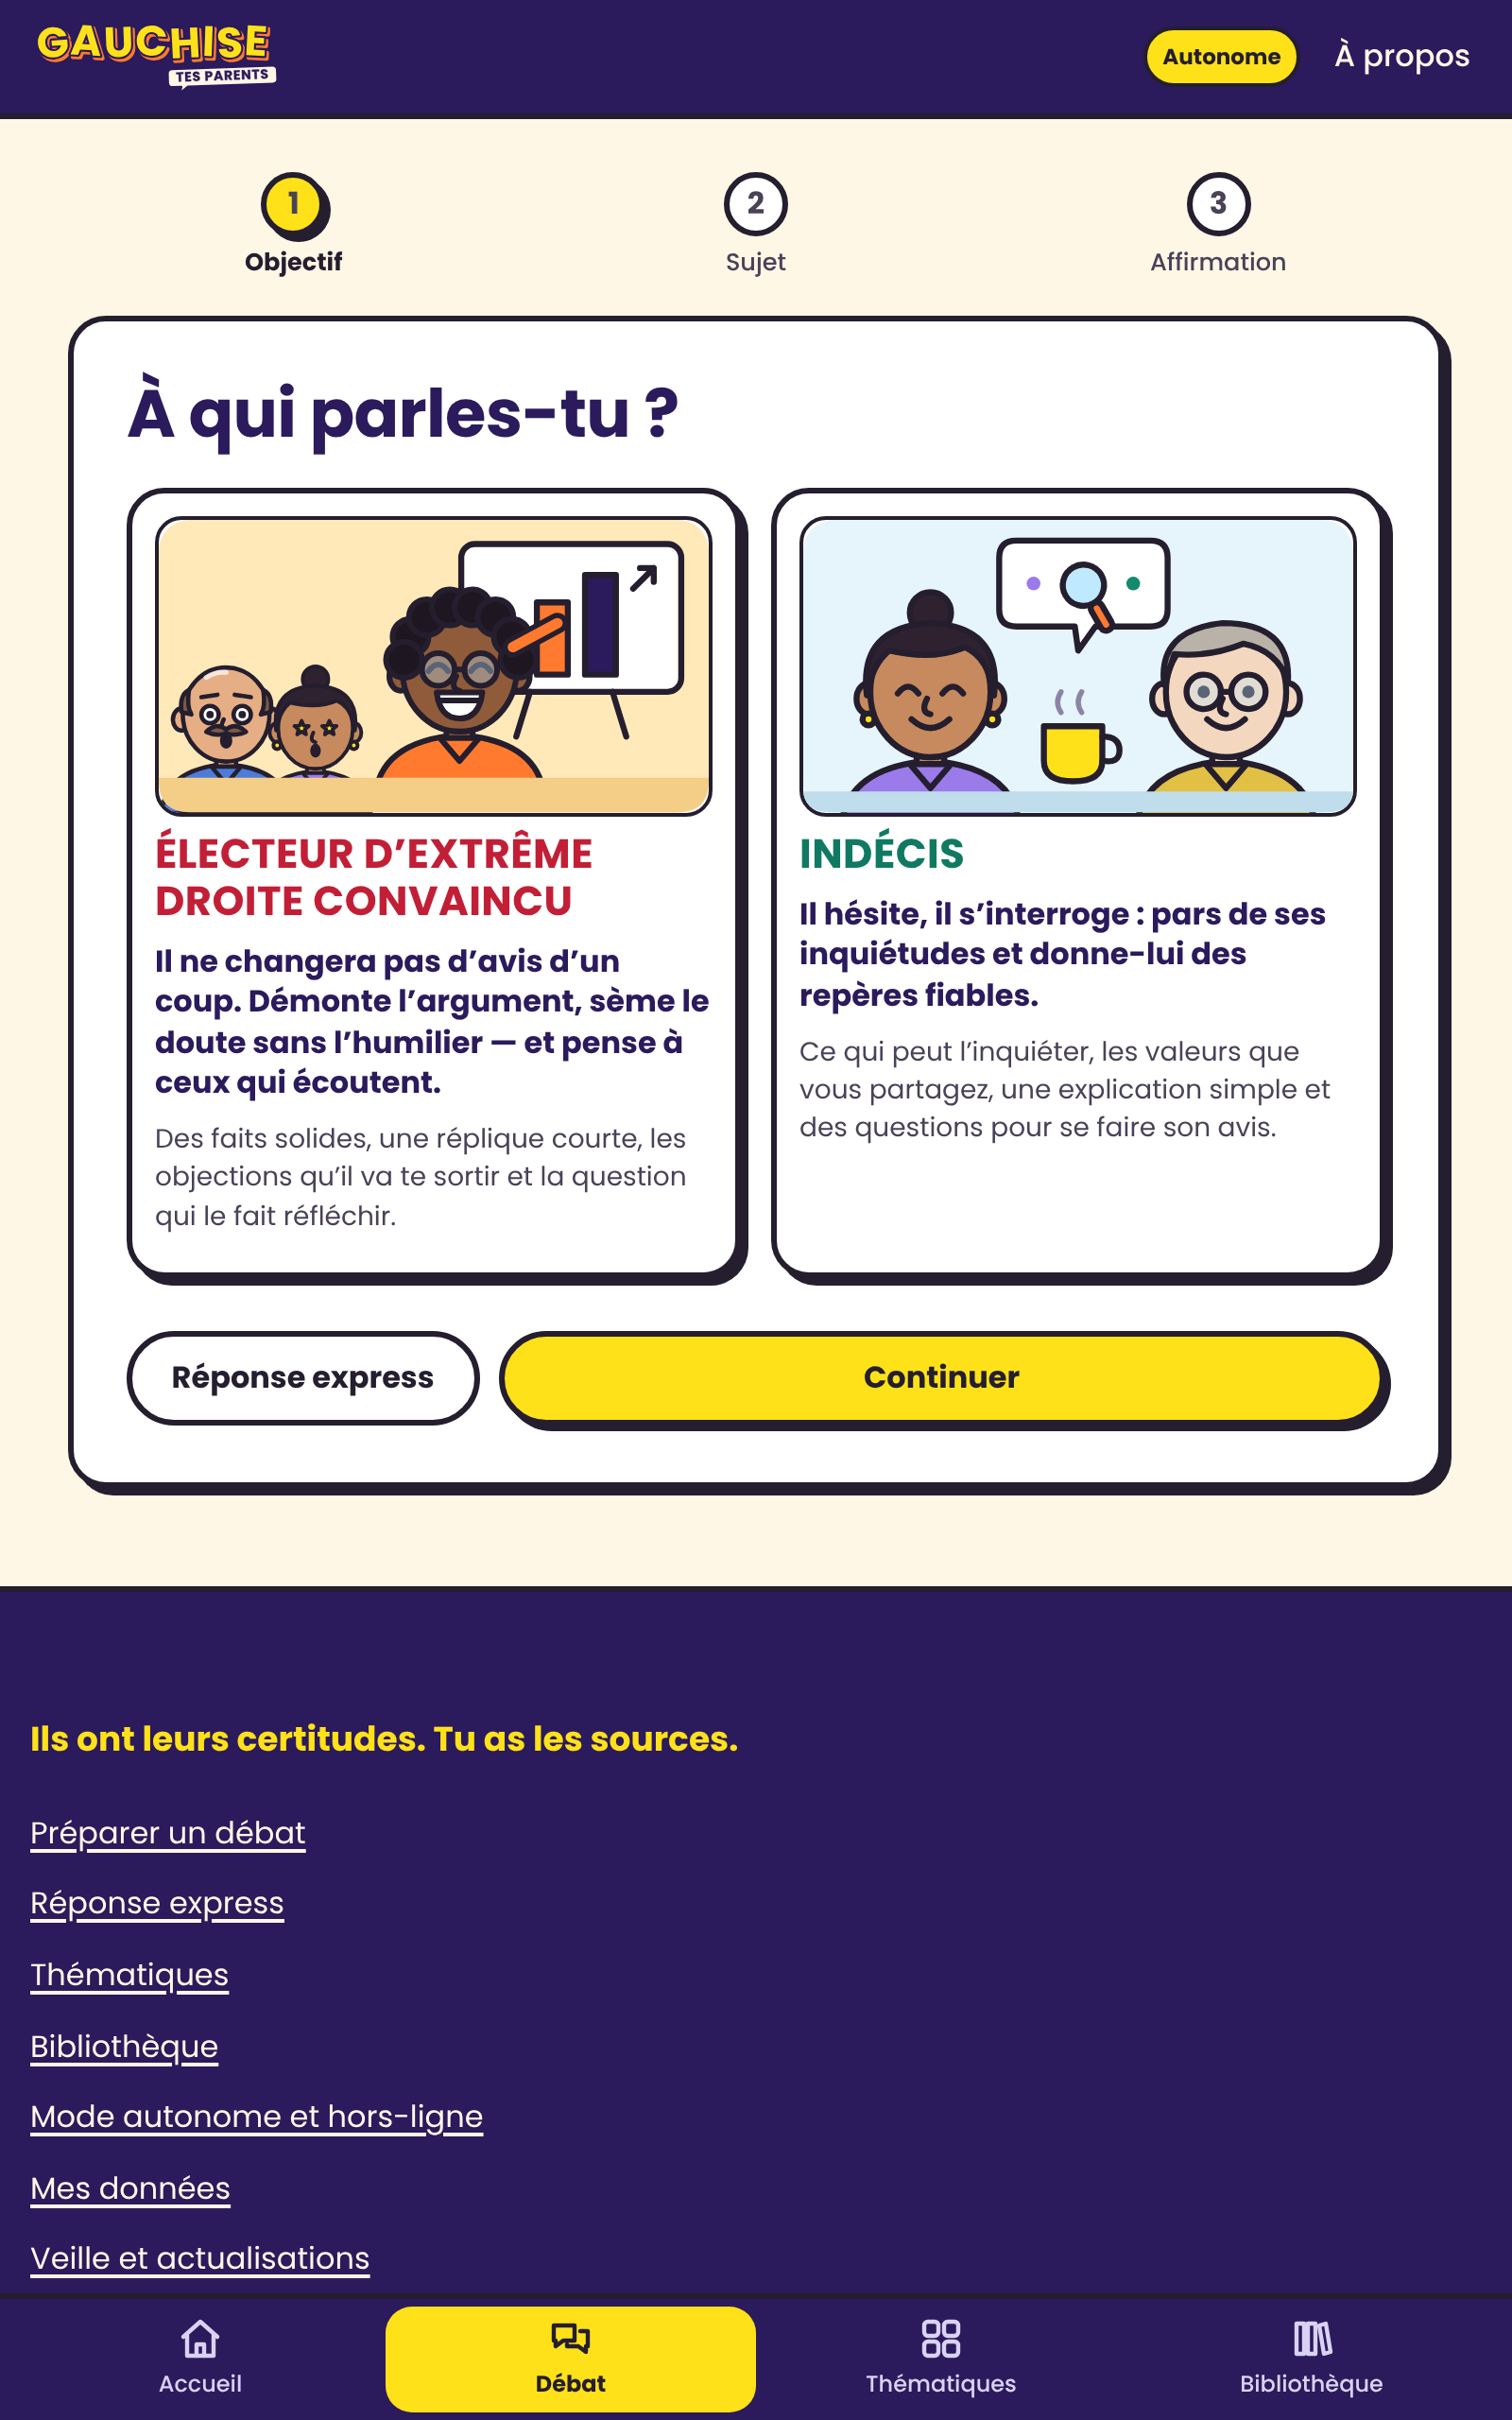 GAUCHISE
TES PARENTS
Autonome
À propos
1
Objectif
2
Sujet
3
Affirmation
À qui parles-tu ?
ÉLECTEUR D’EXTRÊME
DROITE CONVAINCU
Il ne changera pas d’avis d’un
coup. Démonte l’argument, sème le
doute sans l’humilier — et pense à
ceux qui écoutent.
Des faits solides, une réplique courte, les
objections qu’il va te sortir et la question
qui le fait réfléchir.
INDÉCIS
Il hésite, il s’interroge : pars de ses
inquiétudes et donne-lui des
repères fiables.
Ce qui peut l’inquiéter, les valeurs que
vous partagez, une explication simple et
des questions pour se faire son avis.
Réponse express
Continuer
Ils ont leurs certitudes. Tu as les sources.
Préparer un débat
Réponse express
Thématiques
Bibliothèque
Mode autonome et hors-ligne
Mes données
Veille et actualisations
Accueil
Débat
Thématiques
Bibliothèque